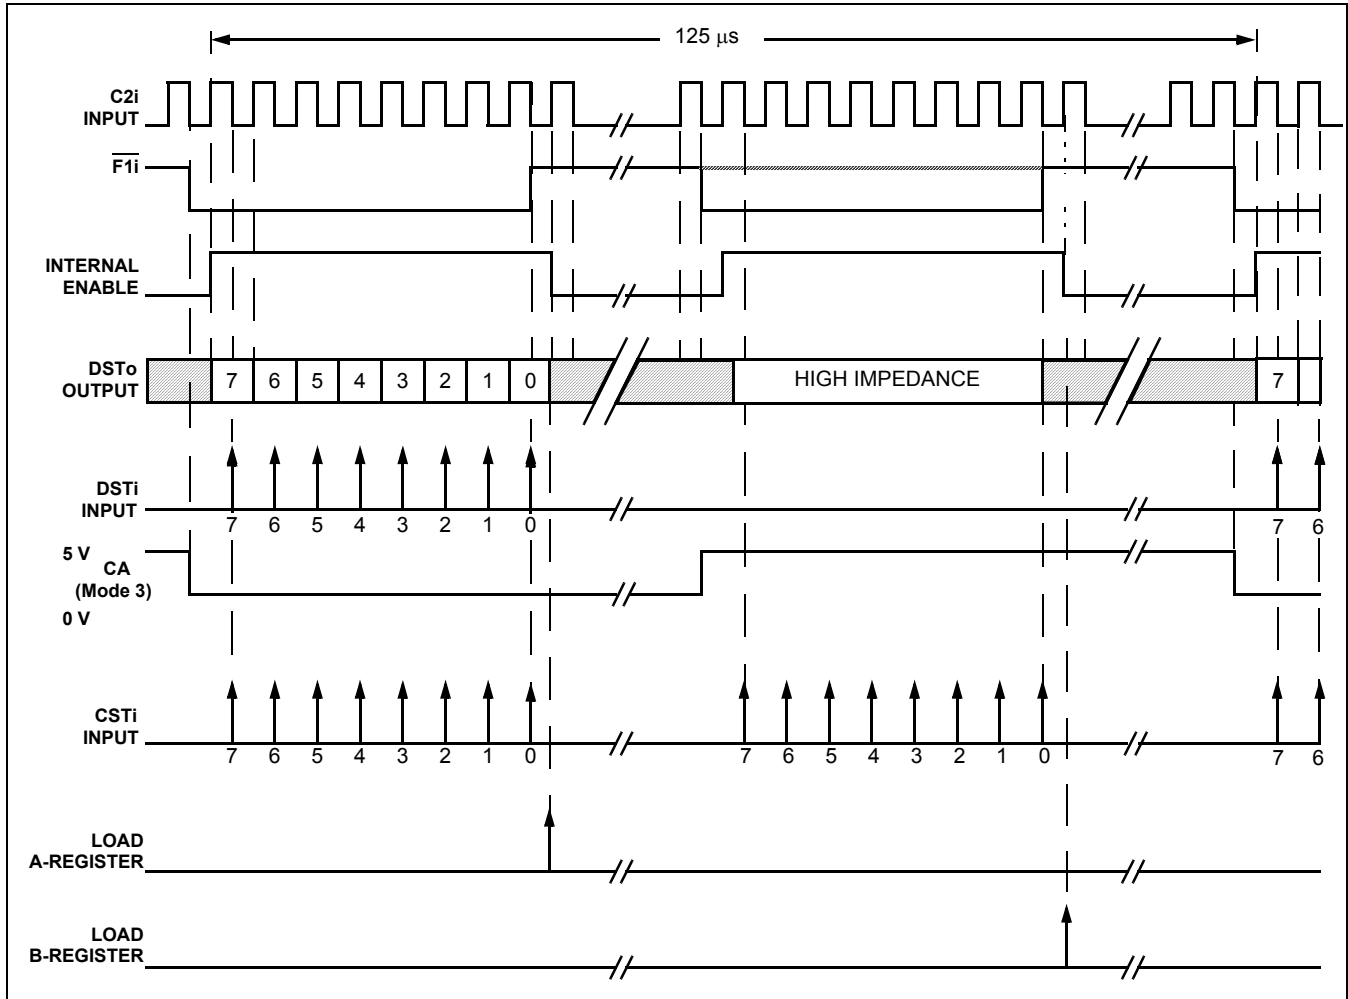 125 μs
C2i
INPUT
F1i
INTERNAL
ENABLE
DSTo
OUTPUT
7 6 5 4 3 2 1 0 HIGH IMPEDANCE 7
DSTi
INPUT
7 6 5 4 3 2 1 0 7 6
5 V
CA
(Mode 3)
0 V
CSTi
INPUT
7 6 5 4 3 2 1 0 7 6 5 4 3 2 1 0 7 6
LOAD
A-REGISTER
LOAD
B-REGISTER